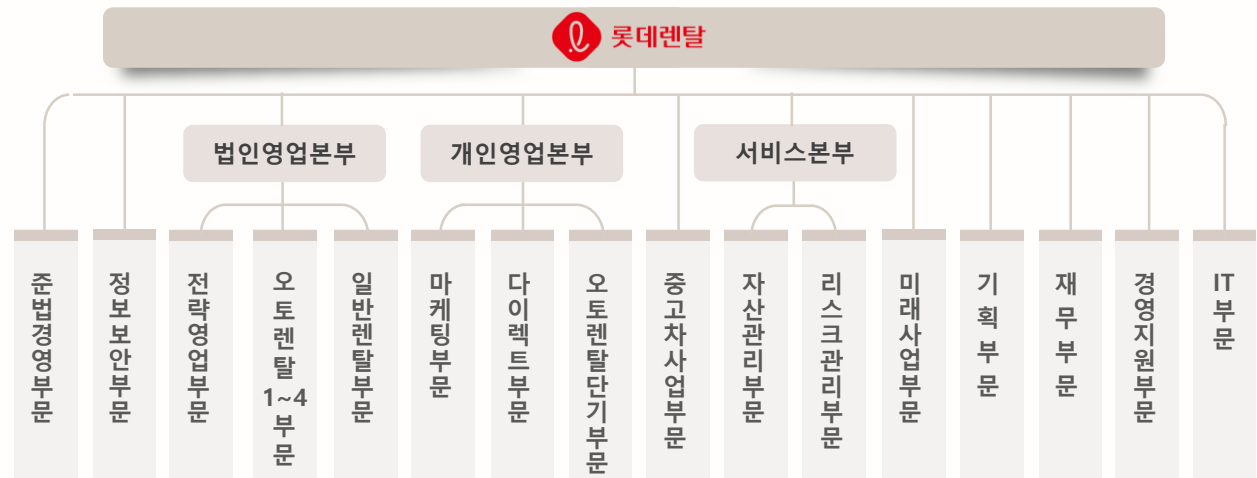 롯데렌탈
법인영업본부
개인영업본부
서비스본부
준법경영부문
정보보안부문
전략영업부문
오토렌탈1~4부문
일반렌탈부문
마케팅부문
다이렉트부문
오토렌탈단기부문
중고차사업부문
자산관리부문
리스크관리부문
미래사업부문
기획부문
재무부문
경영지원부문
IT부문